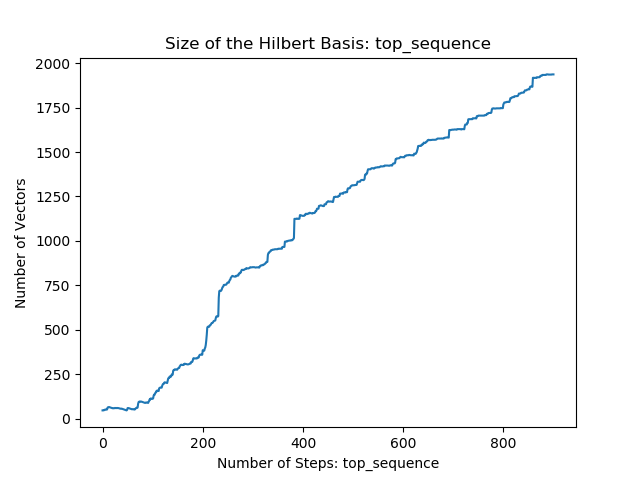 Size of the Hilbert Basis: top_sequence
2000
1750
1500
1250
1000
750
500
250
0
Number of Vectors
0 200 400 600 800
Number of Steps: top_sequence